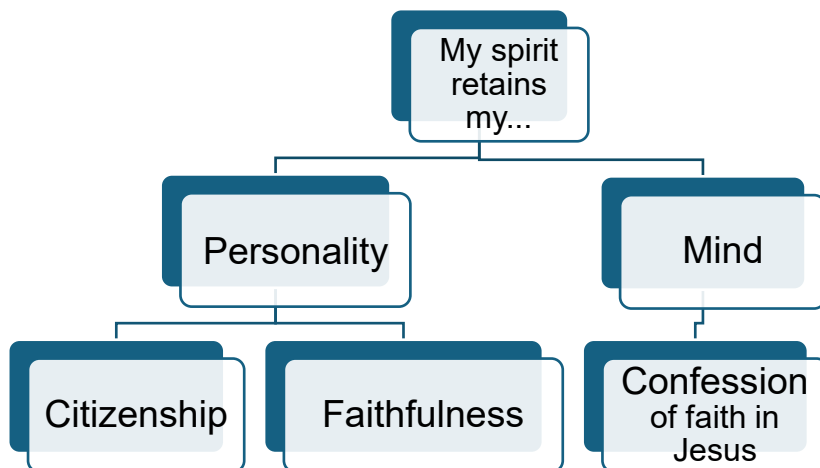 My spirit
retains
my...
Personality
Mind
Citizenship
Faithfulness
Confession
of faith in
Jesus